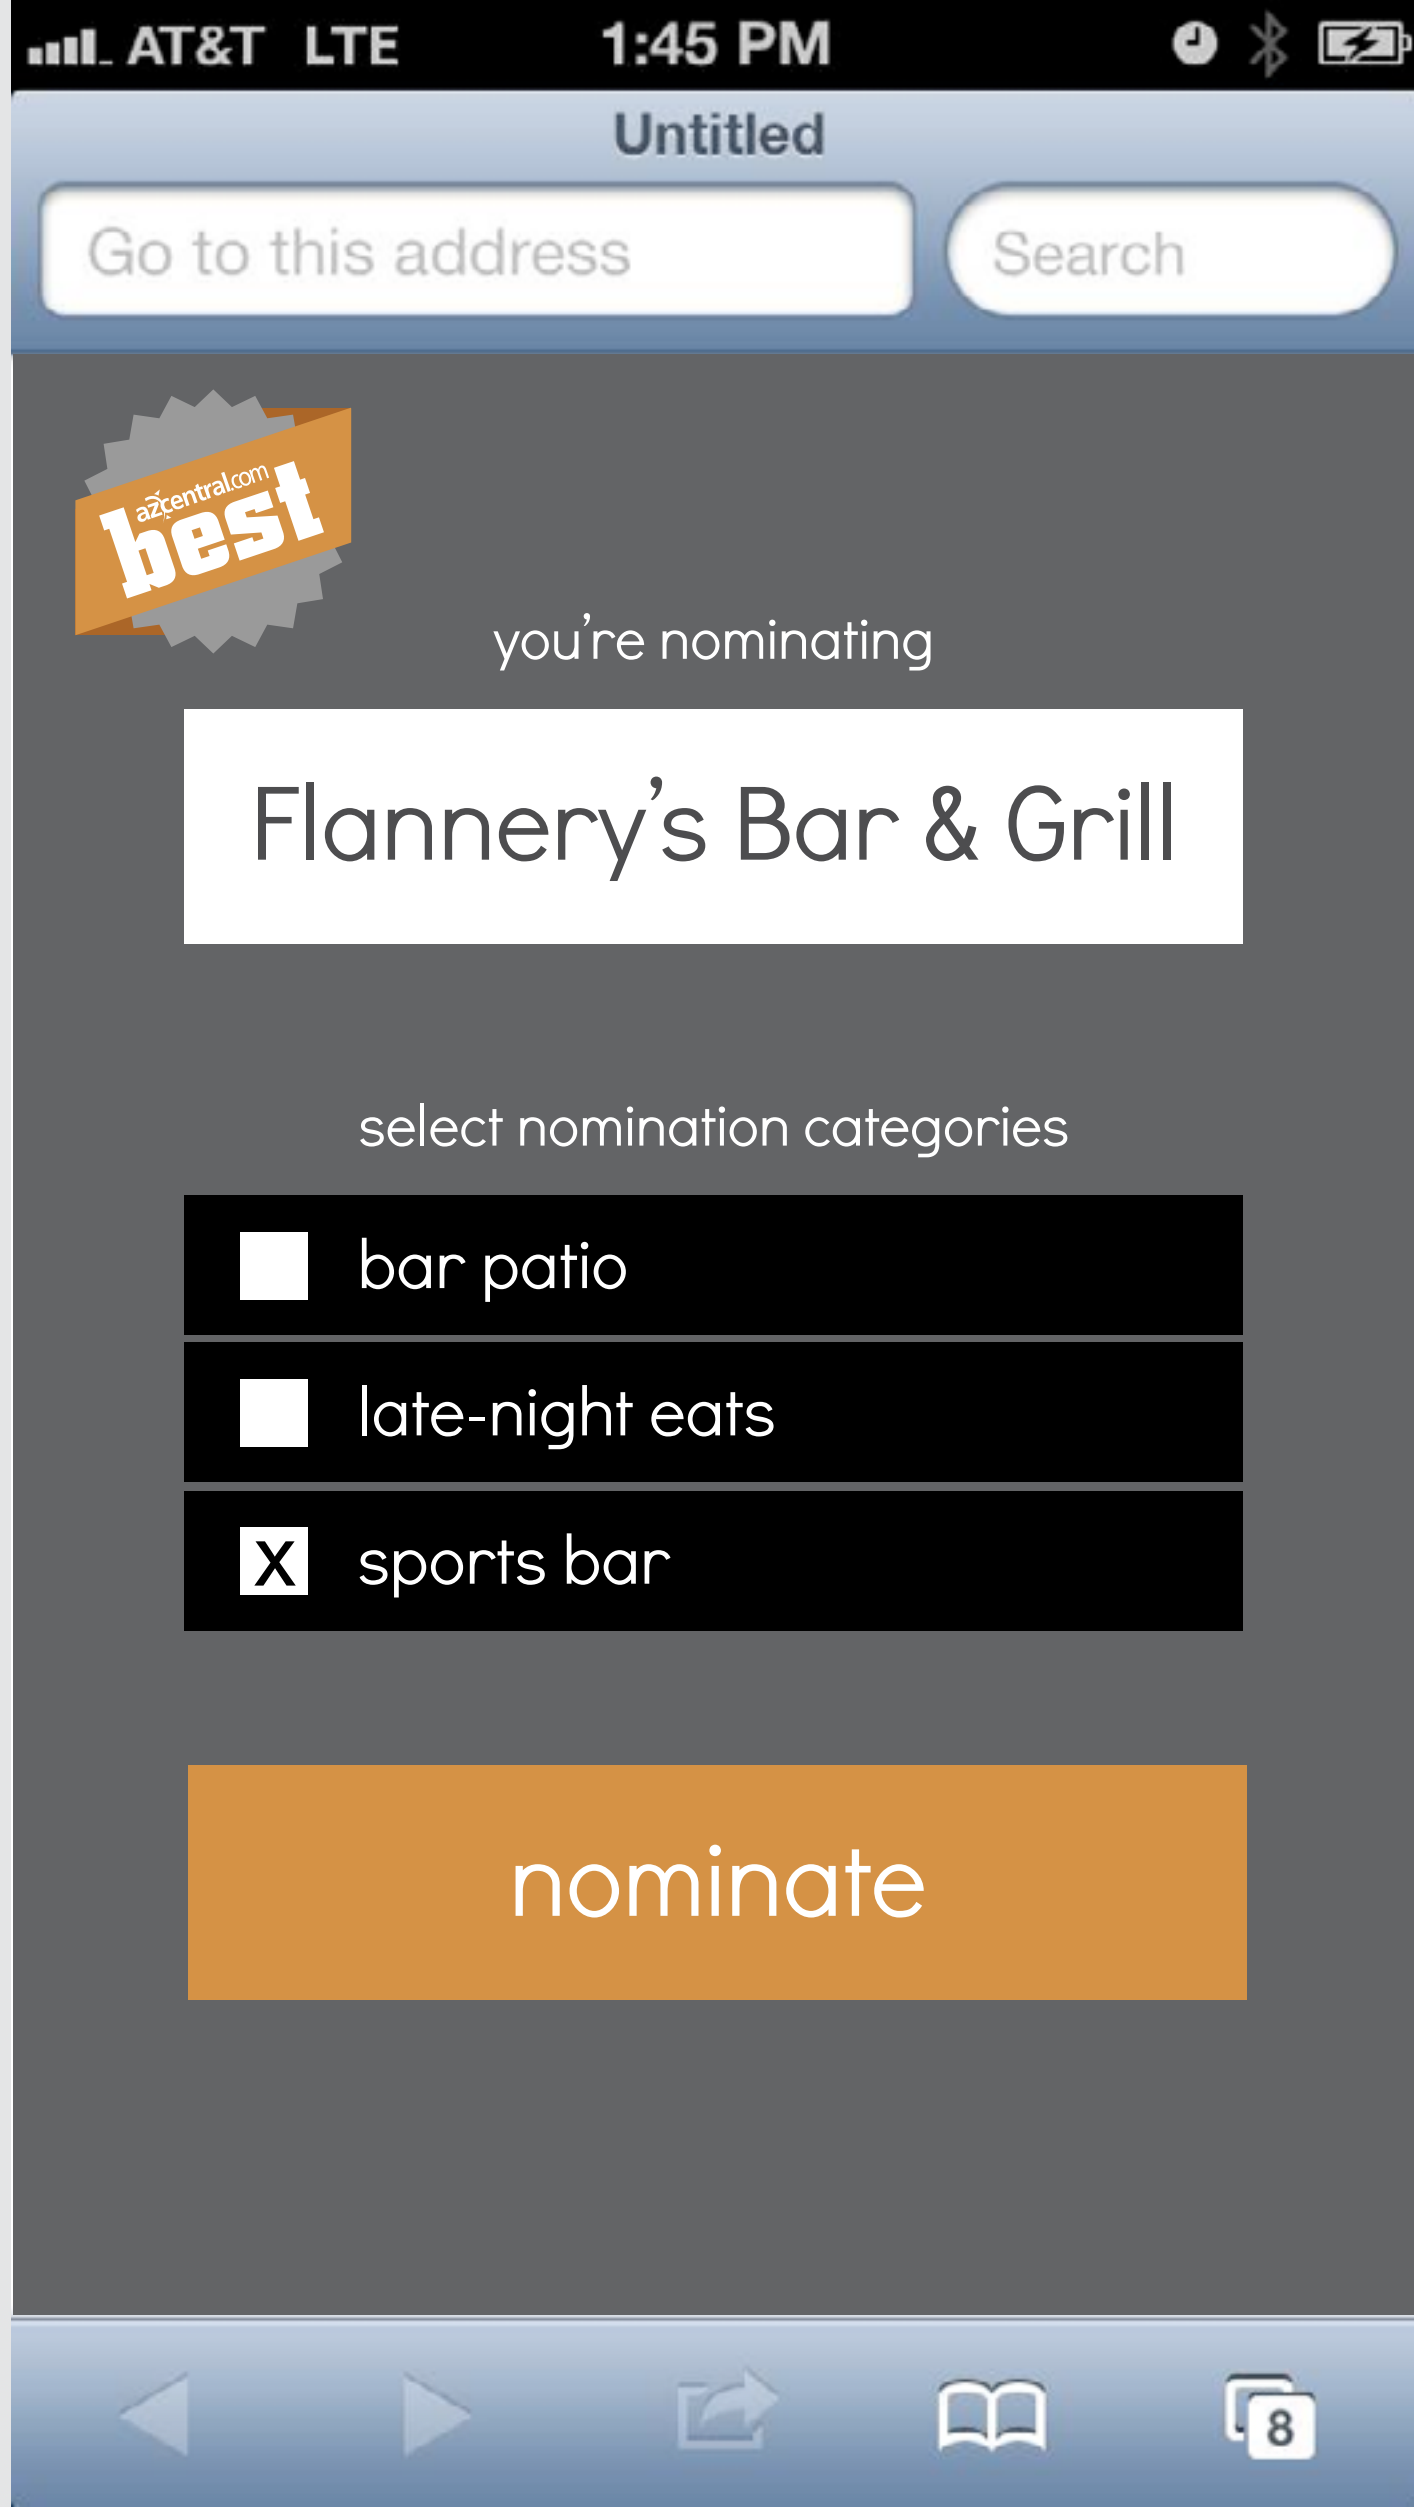 AT&T LTE 1:45 PM
Untitled
Go to this address Search
azcentral.com
best
you're nominating
Flannery's Bar & Grill
select nomination categories
bar patio
late-night eats
X sports bar
nominate
8